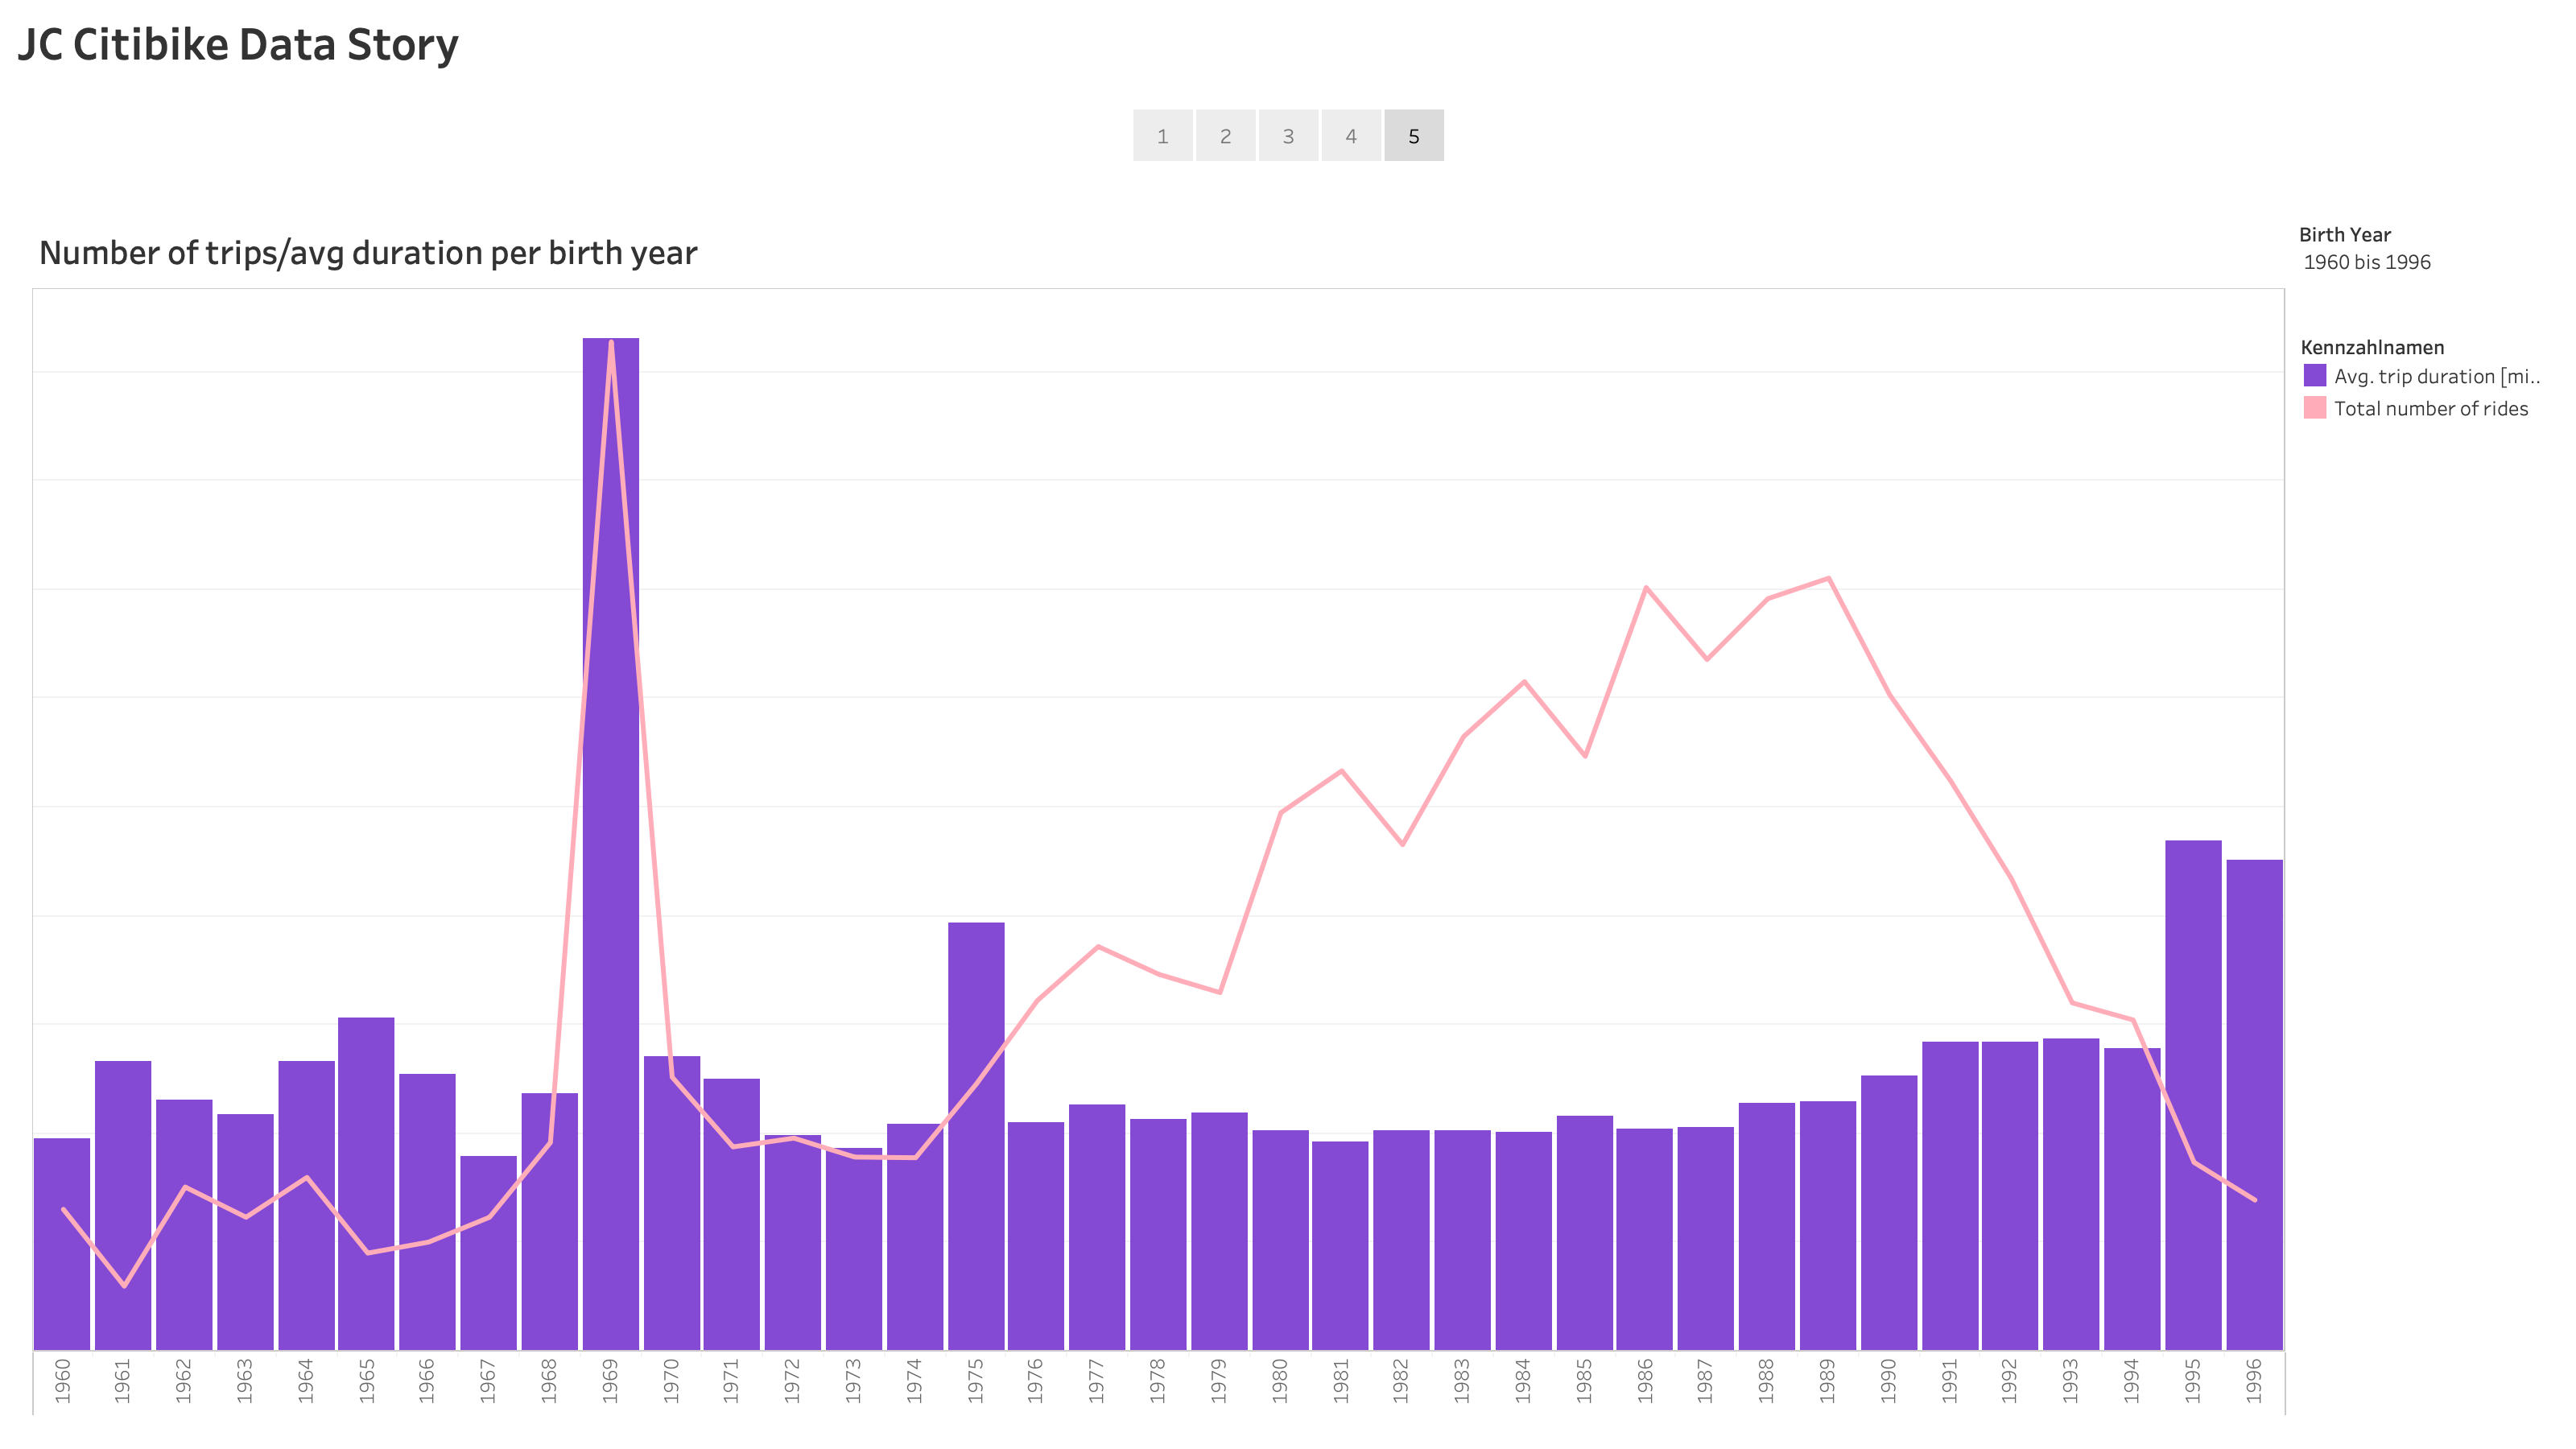 JC Citibike Data Story
1 2 3 4 5
Number of trips/avg duration per birth year
Birth Year
1960 bis 1996
Kennzahlnamen
Avg. trip duration [mi..
Total number of rides
1960 1961 1962 1963 1964 1965 1966 1967 1968 1969 1970 1971 1972 1973 1974 1975 1976 1977 1978 1979 1980 1981 1982 1983 1984 1985 1986 1987 1988 1989 1990 1991 1992 1993 1994 1995 1996